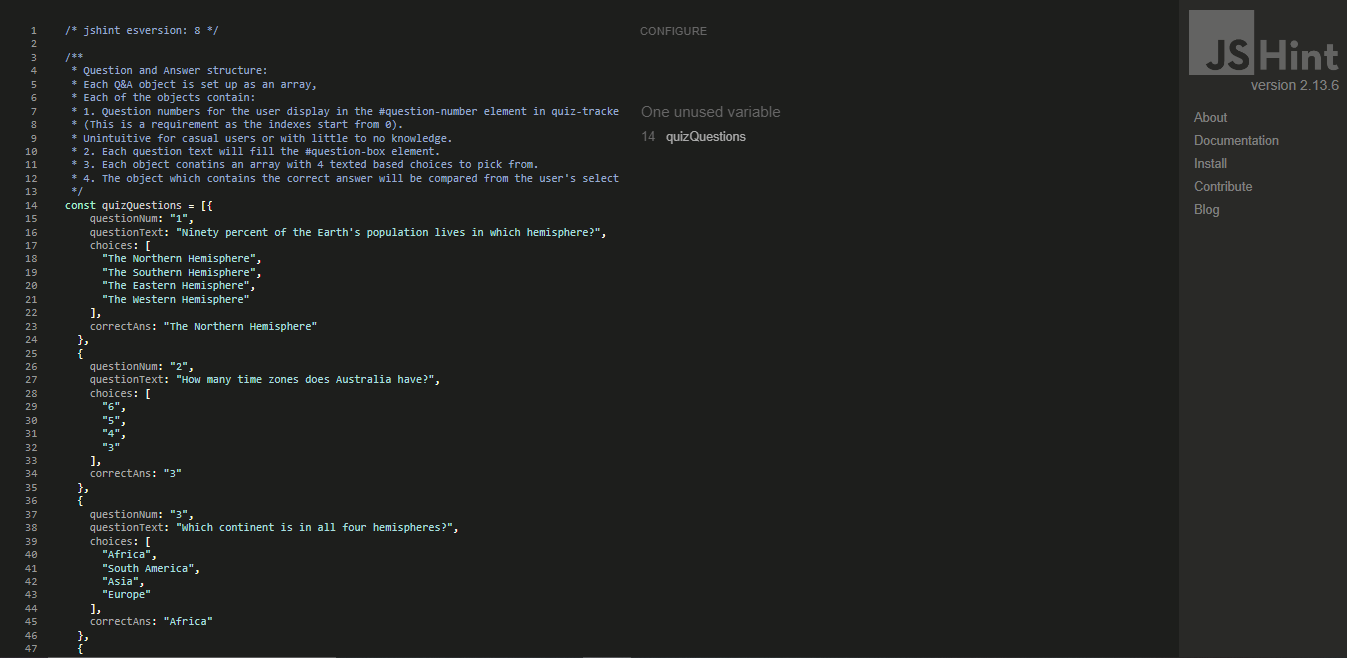 1 /* jshint esversion: 8 */
2
3 /**
4 * Question and Answer structure:
5 * Each Q&A object is set up as an array,
6 * Each of the objects contain:
7 * 1. Question numbers for the user display in the #question-number element in quiz-tracke
8 * (This is a requirement as the indexes start from 0).
9 * Unintuitive for casual users or with little to no knowledge.
10 * 2. Each question text will fill the #question-box element.
11 * 3. Each object conatins an array with 4 texted based choices to pick from.
12 * 4. The object which contains the correct answer will be compared from the user's select
13 */
14 const quizQuestions = [{
15 questionNum: "1",
16 questionText: "Ninety percent of the Earth's population lives in which hemisphere?",
17 choices: [
18 "The Northern Hemisphere",
19 "The Southern Hemisphere",
20 "The Eastern Hemisphere",
21 "The Western Hemisphere"
22 ],
23 correctAns: "The Northern Hemisphere"
24 },
25 {
26 questionNum: "2",
27 questionText: "How many time zones does Australia have?",
28 choices: [
29 "6",
30 "5",
31 "4",
32 "3"
33 ],
34 correctAns: "3"
35 },
36 {
37 questionNum: "3",
38 questionText: "Which continent is in all four hemispheres?",
39 choices: [
40 "Africa",
41 "South America",
42 "Asia",
43 "Europe"
44 ],
45 correctAns: "Africa"
46 },
47 {
CONFIGURE
One unused variable
14 quizQuestions
JSHint
version 2.13.6
About
Documentation
Install
Contribute
Blog